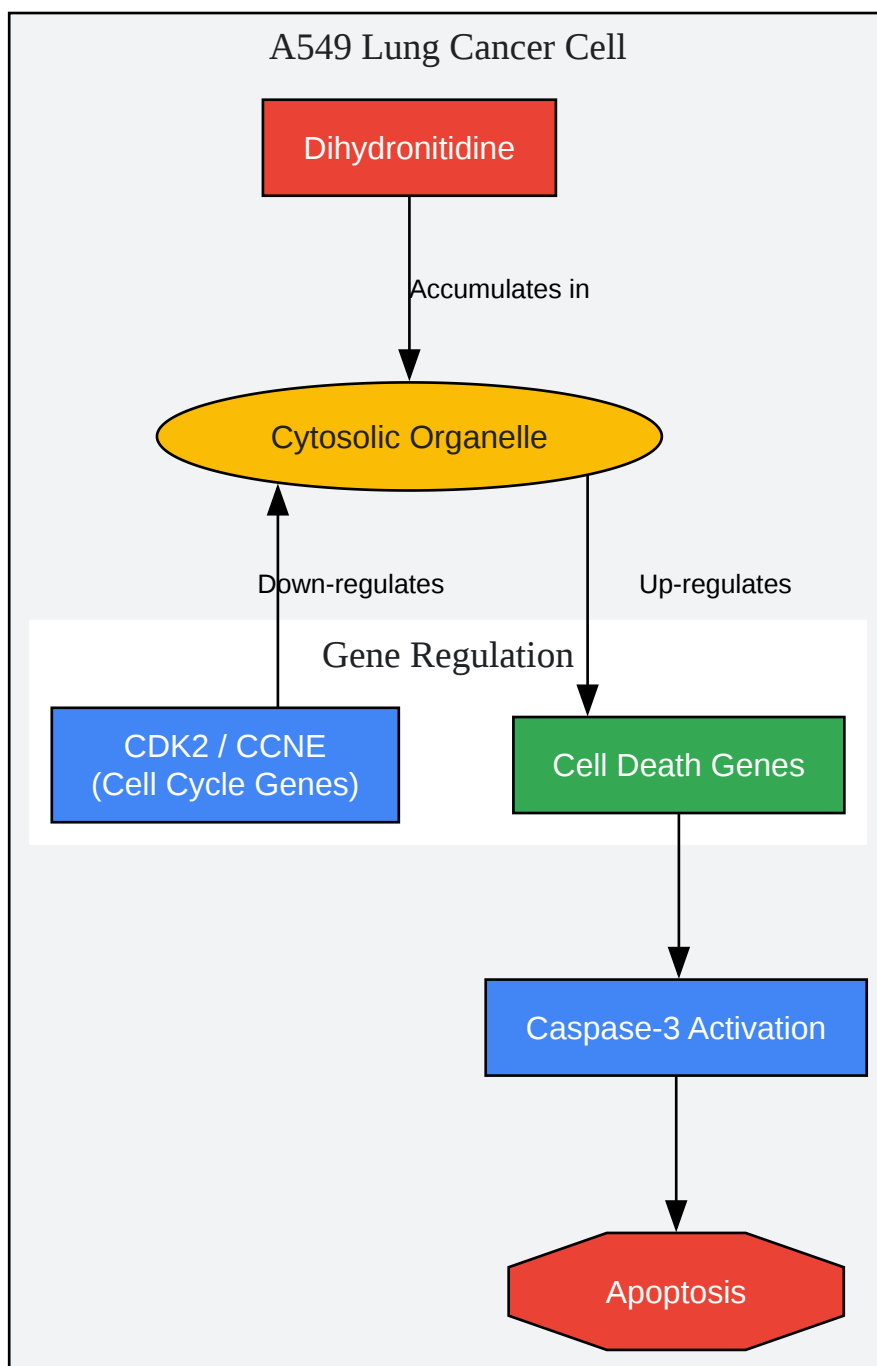 A549 Lung Cancer Cell
Dihydronitidine
Accumulates in
Cytosolic Organelle
Down-regulates
Up-regulates
Gene Regulation
CDK2 / CCNE
(Cell Cycle Genes)
Cell Death Genes
Caspase-3 Activation
Apoptosis